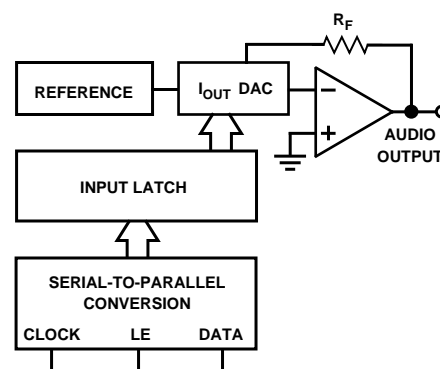 RF
REFERENCE
IOUT DAC
–
+
AUDIO
OUTPUT
INPUT LATCH
SERIAL-TO-PARALLEL
CONVERSION
CLOCK LE DATA